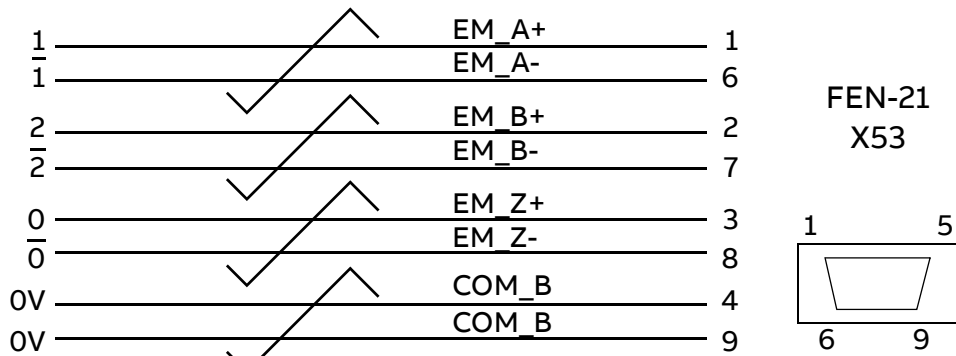 1 EM_A+ 1
1̅ EM_A- 6
2 EM_B+ 2
2̅ EM_B- 7
0 EM_Z+ 3
0̅ EM_Z- 8
0V COM_B 4
0V COM_B 9
FEN-21
X53
1 5
6 9